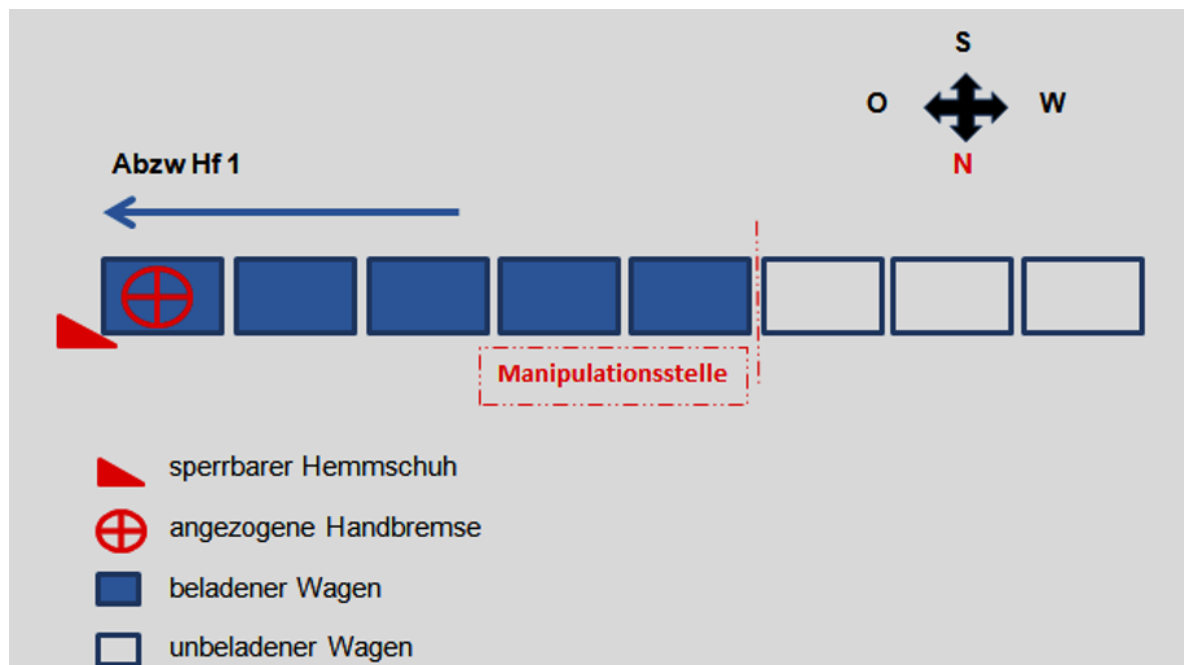 S
O W
N
Abzw Hf 1
Manipulationsstelle
sperrbarer Hemmschuh
angezogene Handbremse
beladener Wagen
unbeladener Wagen